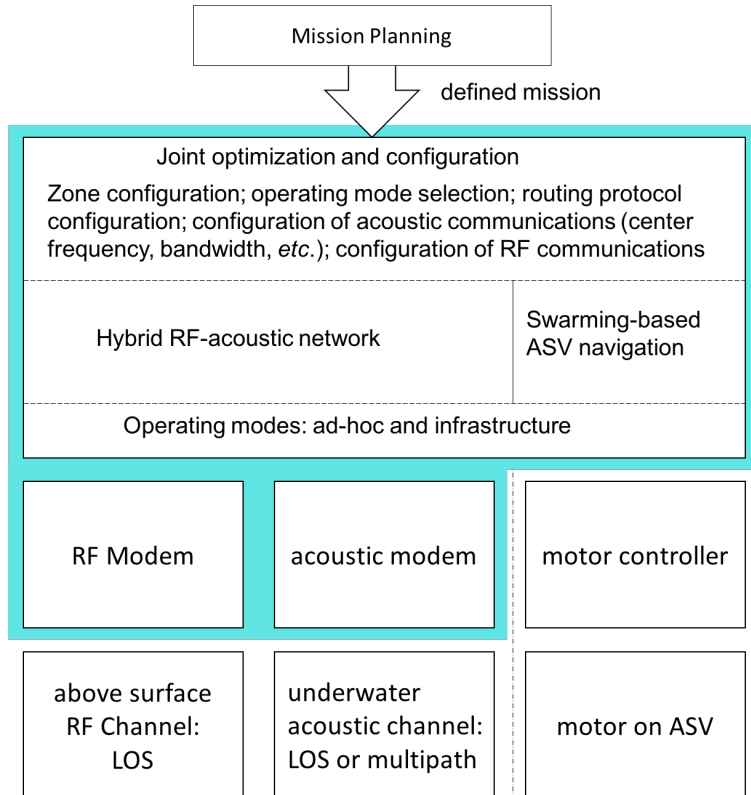 Mission Planning
defined mission
Joint optimization and configuration
Zone configuration; operating mode selection; routing protocol
configuration; configuration of acoustic communications (center
frequency, bandwidth, etc.); configuration of RF communications
Hybrid RF-acoustic network
Swarming-based
ASV navigation
Operating modes: ad-hoc and infrastructure
RF Modem
acoustic modem
motor controller
above surface
RF Channel:
LOS
underwater
acoustic channel:
LOS or multipath
motor on ASV